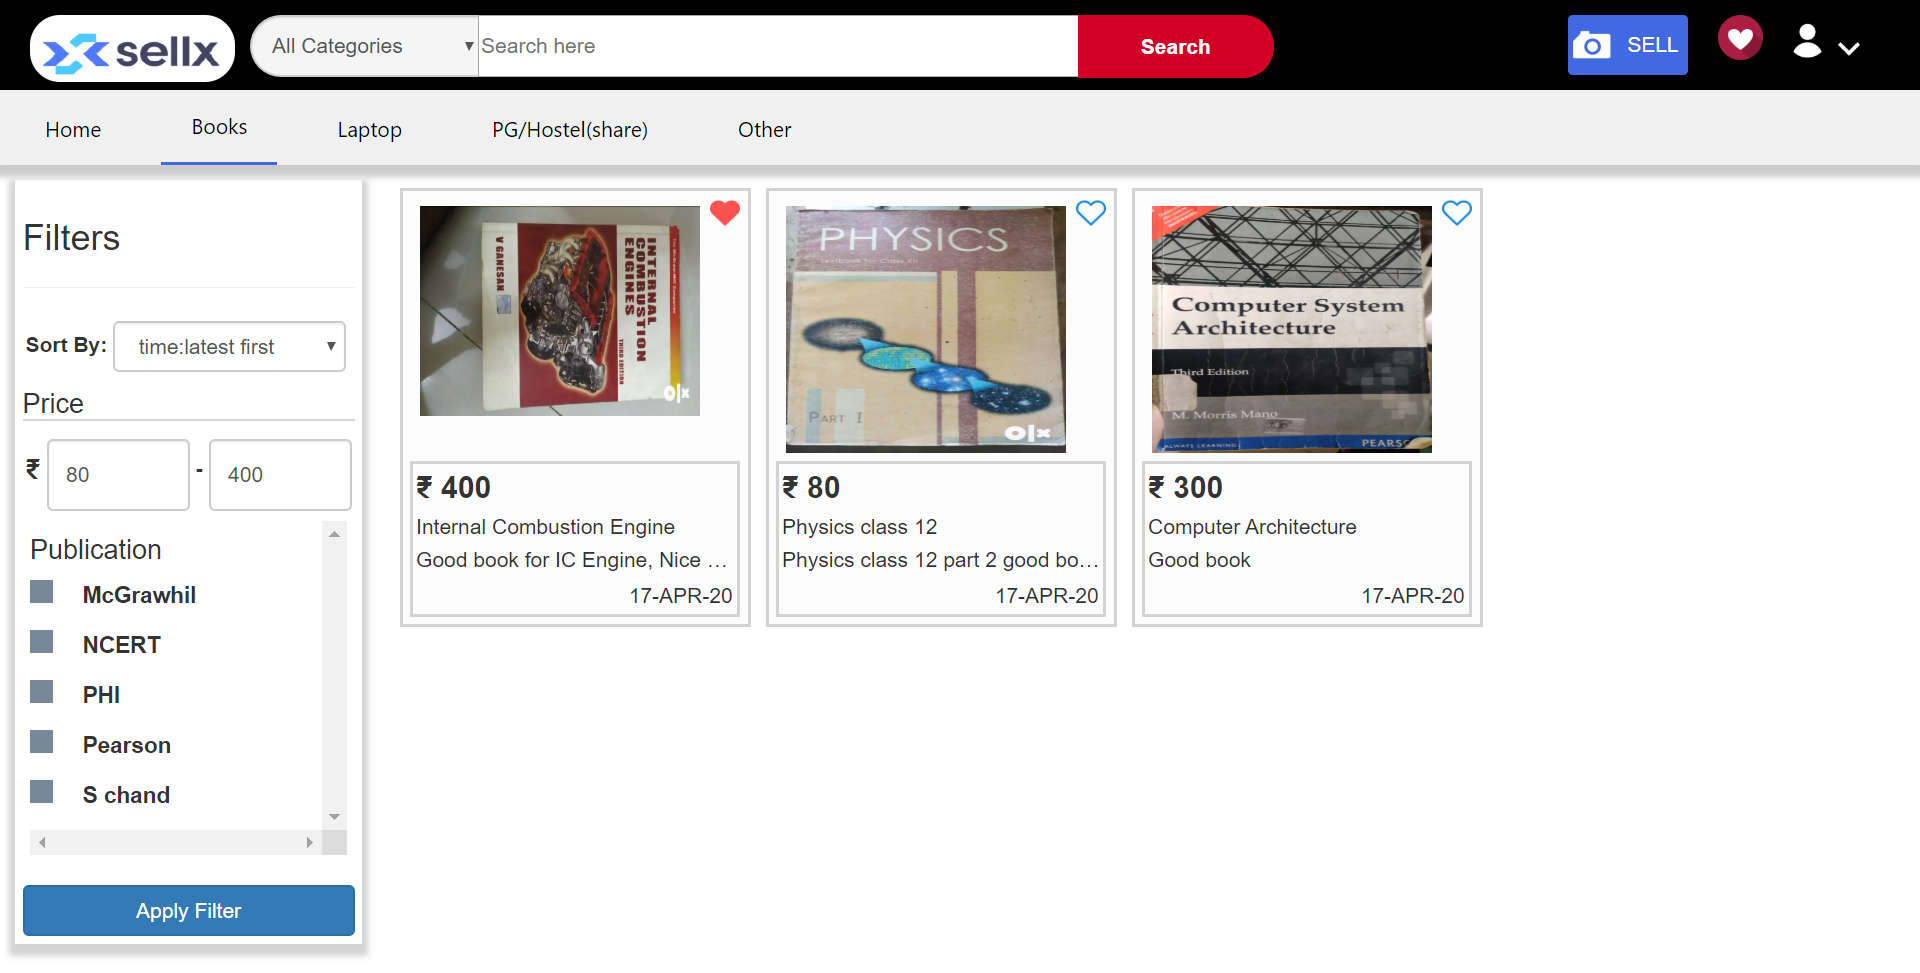 sellx
All Categories
Search here
Search
SELL
Home
Books
Laptop
PG/Hostel(share)
Other
Filters
Sort By:
time:latest first
Price
₹
80
-
400
Publication
McGrawhil
NCERT
PHI
Pearson
S chand
Apply Filter
INTERNAL
COMBUSTION
ENGINES
THIRD EDITION
V GANESAN
olx
₹ 400
Internal Combustion Engine
Good book for IC Engine, Nice ...
17-APR-20
PHYSICS
Textbook for Class XII
PART I
olx
₹ 80
Physics class 12
Physics class 12 part 2 good bo...
17-APR-20
Computer System
Architecture
Third Edition
M. Morris Mano
ALWAYS LEARNING
PEARSO
₹ 300
Computer Architecture
Good book
17-APR-20